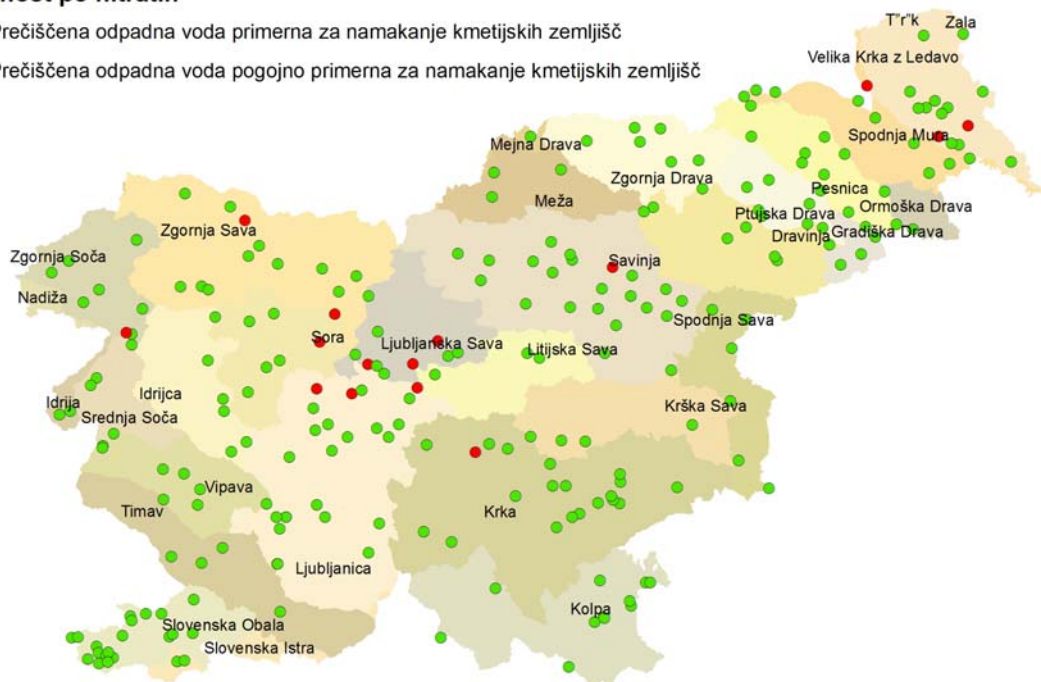 Prečiščena odpadna voda primerna za namakanje kmetijskih zemljišč
Prečiščena odpadna voda pogojno primerna za namakanje kmetijskih zemljišč
T"r"k
Zala
Velika Krka z Ledavo
Spodnja Mura
Mejna Drava
Zgornja Drava
Meža
Pesnica
Ormoška Drava
Ptujska Drava
Gradiška Drava
Dravinja
Zgornja Sava
Zgornja Soča
Nadiža
Savinja
Spodnja Sava
Sora
Ljubljanska Sava
Litijska Sava
Idrijca
Idrija
Srednja Soča
Krška Sava
Vipava
Timav
Krka
Ljubljanica
Kolpa
Slovenska Obala
Slovenska Istra